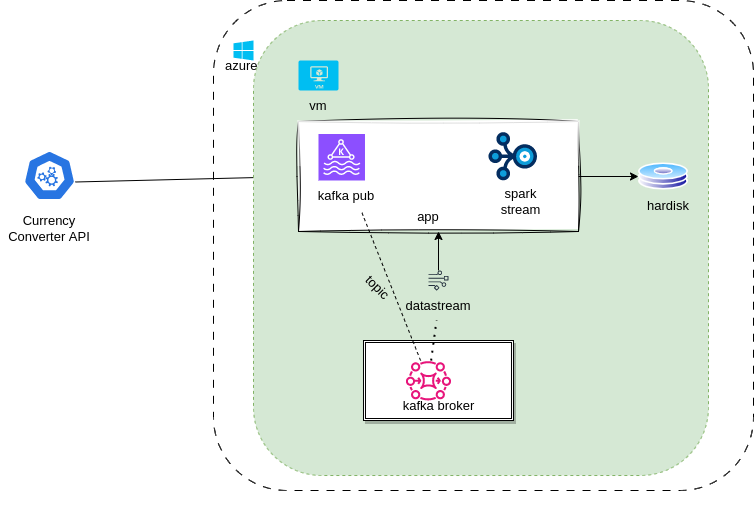 azure
VM
vm
K
kafka pub
spark
stream
app
hardisk
Currency
Converter API
topic
datastream
kafka broker